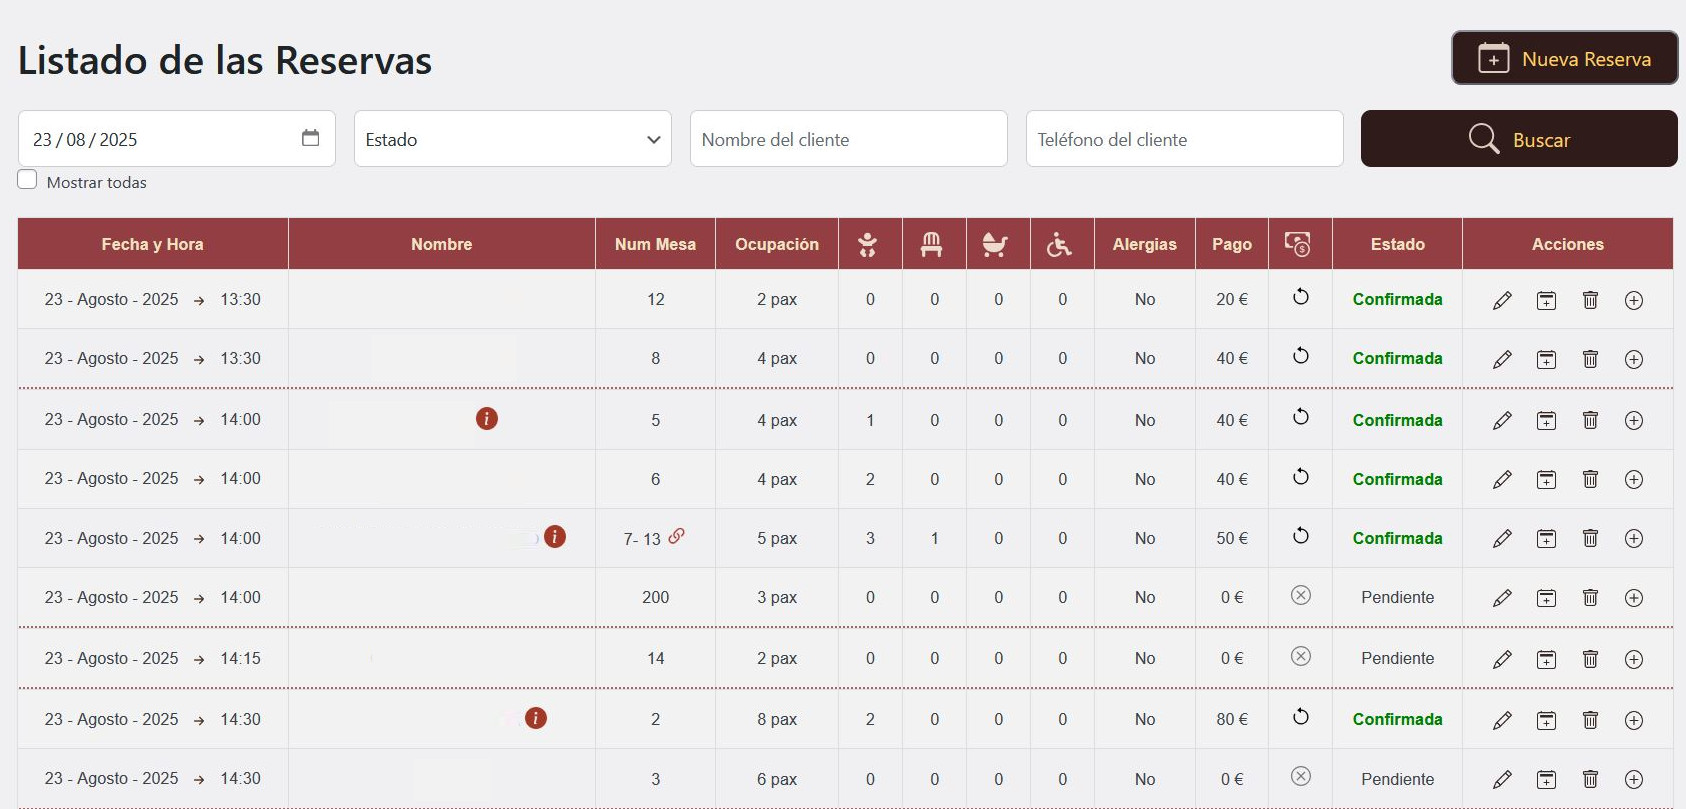 Listado de las Reservas
Nueva Reserva
23 / 08 / 2025 Estado Nombre del cliente Teléfono del cliente Buscar
Mostrar todas
Fecha y Hora Nombre Num Mesa Ocupación Alergias Pago Estado Acciones
23 - Agosto - 2025 → 13:30 12 2 pax 0 0 0 0 No 20 € Confirmada
23 - Agosto - 2025 → 13:30 8 4 pax 0 0 0 0 No 40 € Confirmada
23 - Agosto - 2025 → 14:00 i 5 4 pax 1 0 0 0 No 40 € Confirmada
23 - Agosto - 2025 → 14:00 6 4 pax 2 0 0 0 No 40 € Confirmada
23 - Agosto - 2025 → 14:00 i 7- 13 5 pax 3 1 0 0 No 50 € Confirmada
23 - Agosto - 2025 → 14:00 200 3 pax 0 0 0 0 No 0 € Pendiente
23 - Agosto - 2025 → 14:15 14 2 pax 0 0 0 0 No 0 € Pendiente
23 - Agosto - 2025 → 14:30 i 2 8 pax 2 0 0 0 No 80 € Confirmada
23 - Agosto - 2025 → 14:30 3 6 pax 0 0 0 0 No 0 € Pendiente